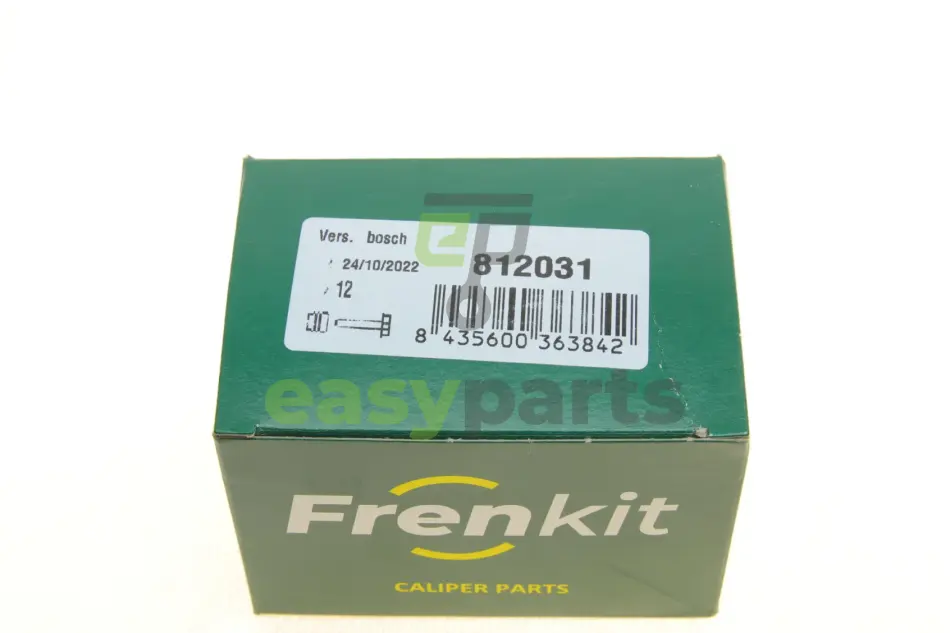 Vers. bosch
24/10/2022
812031
12
8 435600 363842
easyparts
Frenkit
CALIPER PARTS